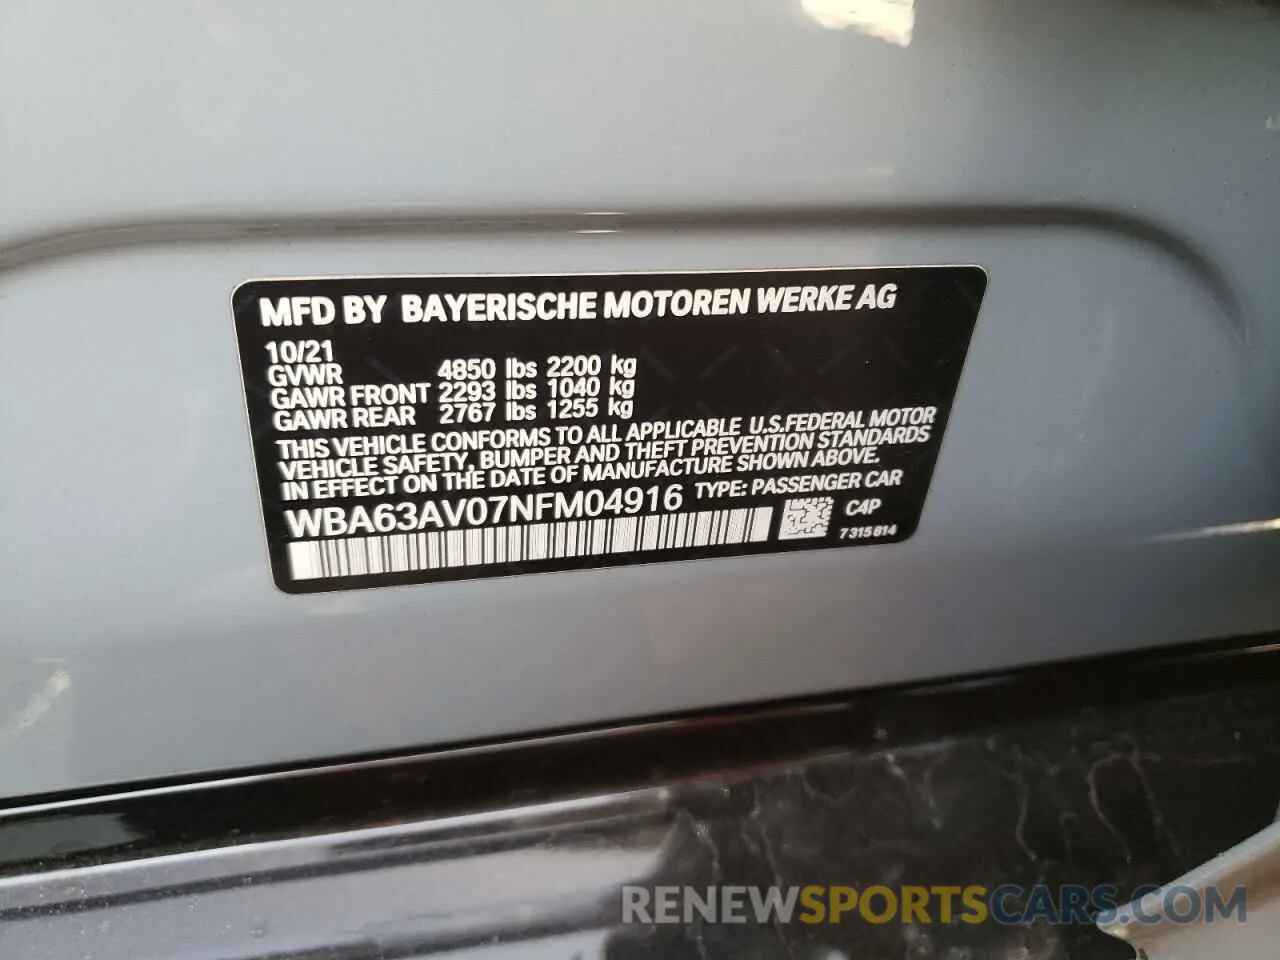 MFD BY BAYERISCHE MOTOREN WERKE AG
10/21
GVWR 4850 lbs 2200 kg
GAWR FRONT 2293 lbs 1040 kg
GAWR REAR 2767 lbs 1255 kg
THIS VEHICLE CONFORMS TO ALL APPLICABLE U.S.FEDERAL MOTOR
VEHICLE SAFETY, BUMPER AND THEFT PREVENTION STANDARDS
IN EFFECT ON THE DATE OF MANUFACTURE SHOWN ABOVE.
WBA63AV07NFM04916 TYPE: PASSENGER CAR
C4P
7 315 814
RENEWSPORTSCARS.COM